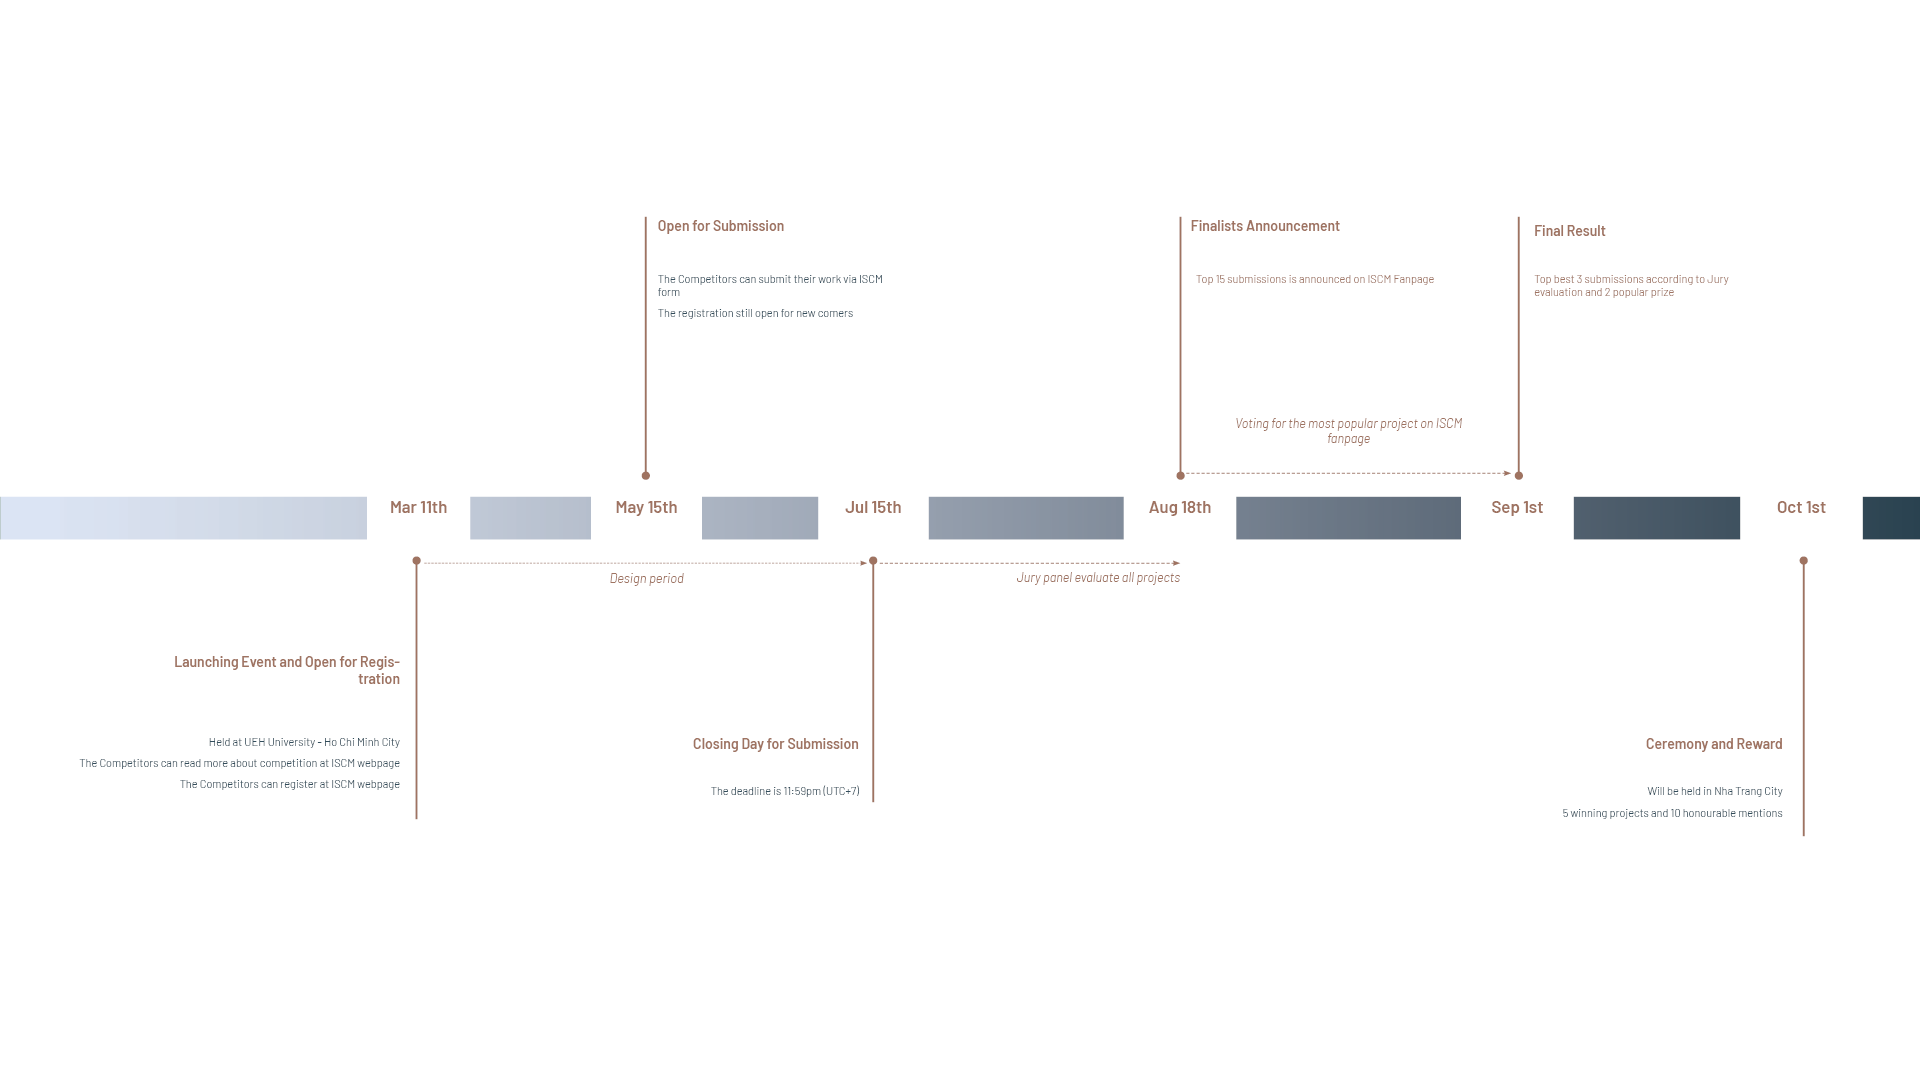 Open for Submission
The Competitors can submit their work via ISCM
form
The registration still open for new comers
Finalists Announcement
Top 15 submissions is announced on ISCM Fanpage
Final Result
Top best 3 submissions according to Jury
evaluation and 2 popular prize
Voting for the most popular project on ISCM
fanpage
Mar 11th
May 15th
Jul 15th
Aug 18th
Sep 1st
Oct 1st
Design period
Jury panel evaluate all projects
Launching Event and Open for Regis-
tration
Held at UEH University - Ho Chi Minh City
The Competitors can read more about competition at ISCM webpage
The Competitors can register at ISCM webpage
Closing Day for Submission
The deadline is 11:59pm (UTC+7)
Ceremony and Reward
Will be held in Nha Trang City
5 winning projects and 10 honourable mentions